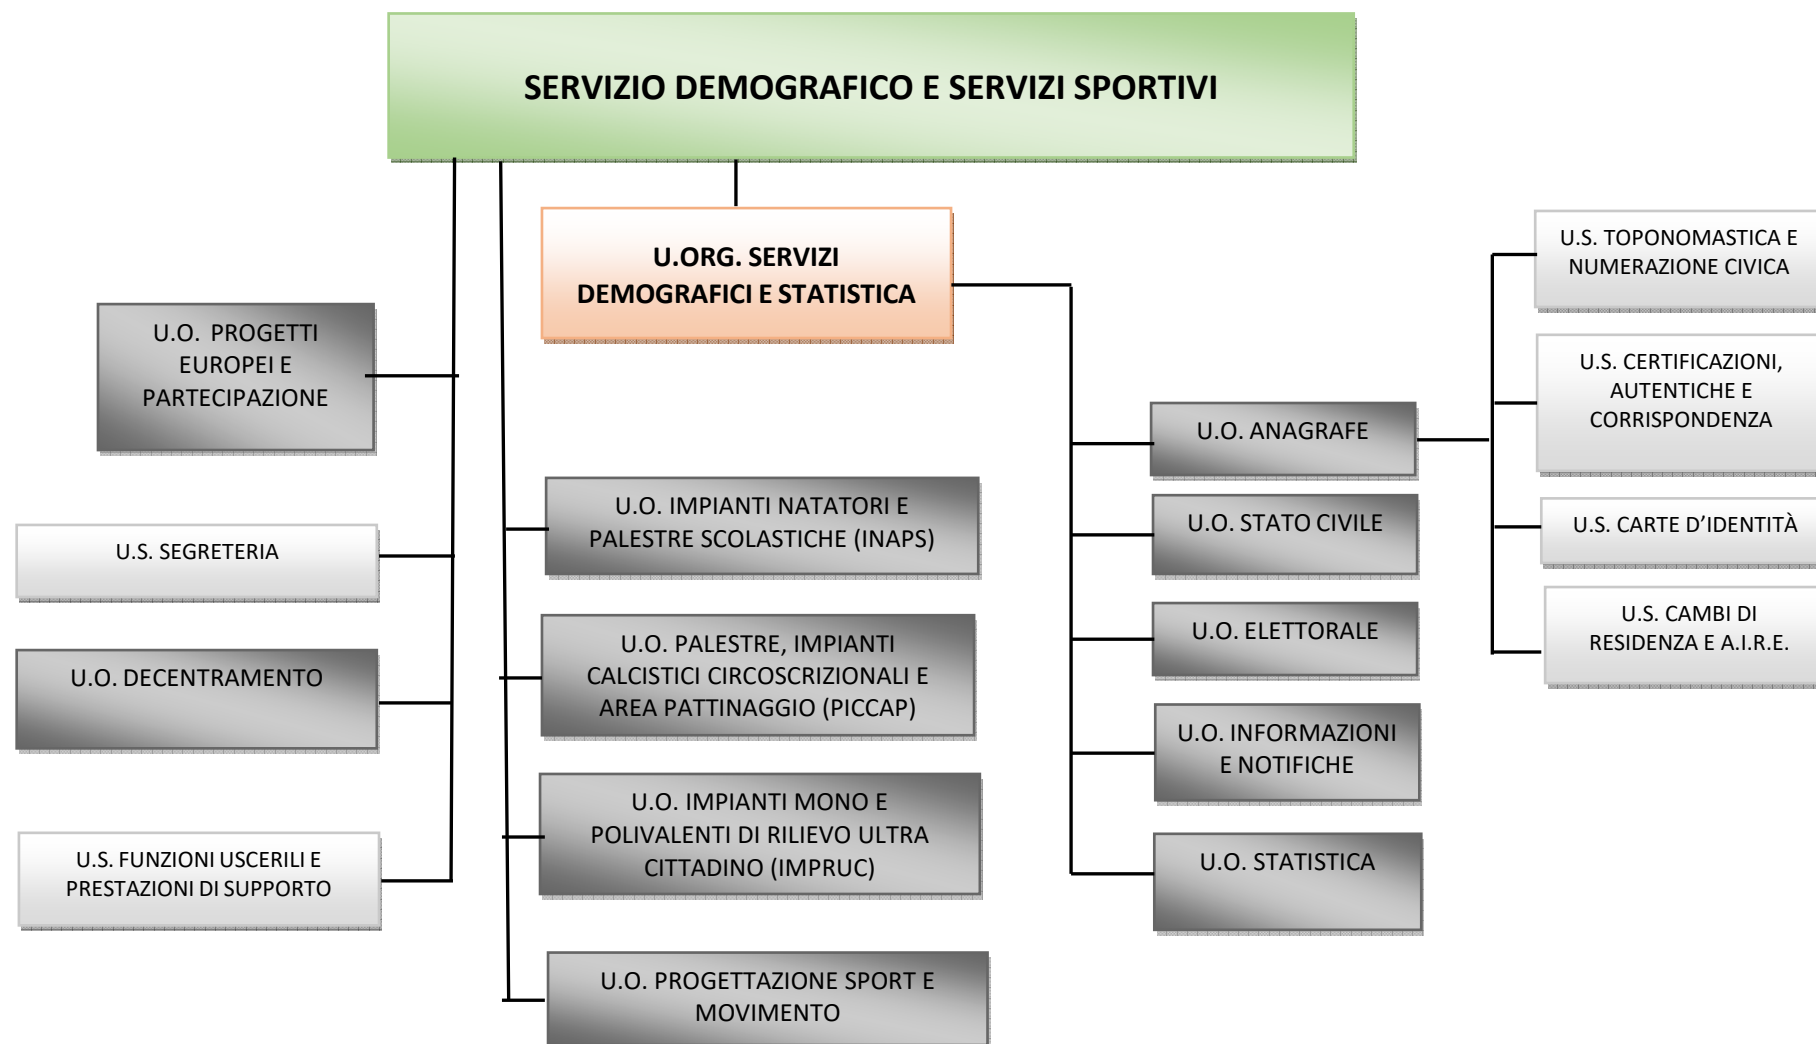 SERVIZIO DEMOGRAFICO E SERVIZI SPORTIVI
U.ORG. SERVIZI
DEMOGRAFICI E STATISTICA
U.O. PROGETTI
EUROPEI E
PARTECIPAZIONE
U.S. SEGRETERIA
U.O. DECENTRAMENTO
U.S. FUNZIONI USCERILI E
PRESTAZIONI DI SUPPORTO
U.O. IMPIANTI NATATORI E
PALESTRE SCOLASTICHE (INAPS)
U.O. PALESTRE, IMPIANTI
CALCISTICI CIRCOSCRIZIONALI E
AREA PATTINAGGIO (PICCAP)
U.O. IMPIANTI MONO E
POLIVALENTI DI RILIEVO ULTRA
CITTADINO (IMPRUC)
U.O. PROGETTAZIONE SPORT E
MOVIMENTO
U.O. ANAGRAFE
U.O. STATO CIVILE
U.O. ELETTORALE
U.O. INFORMAZIONI
E NOTIFICHE
U.O. STATISTICA
U.S. TOPONOMASTICA E
NUMERAZIONE CIVICA
U.S. CERTIFICAZIONI,
AUTENTICHE E
CORRISPONDENZA
U.S. CARTE D’IDENTITÀ
U.S. CAMBI DI
RESIDENZA E A.I.R.E.